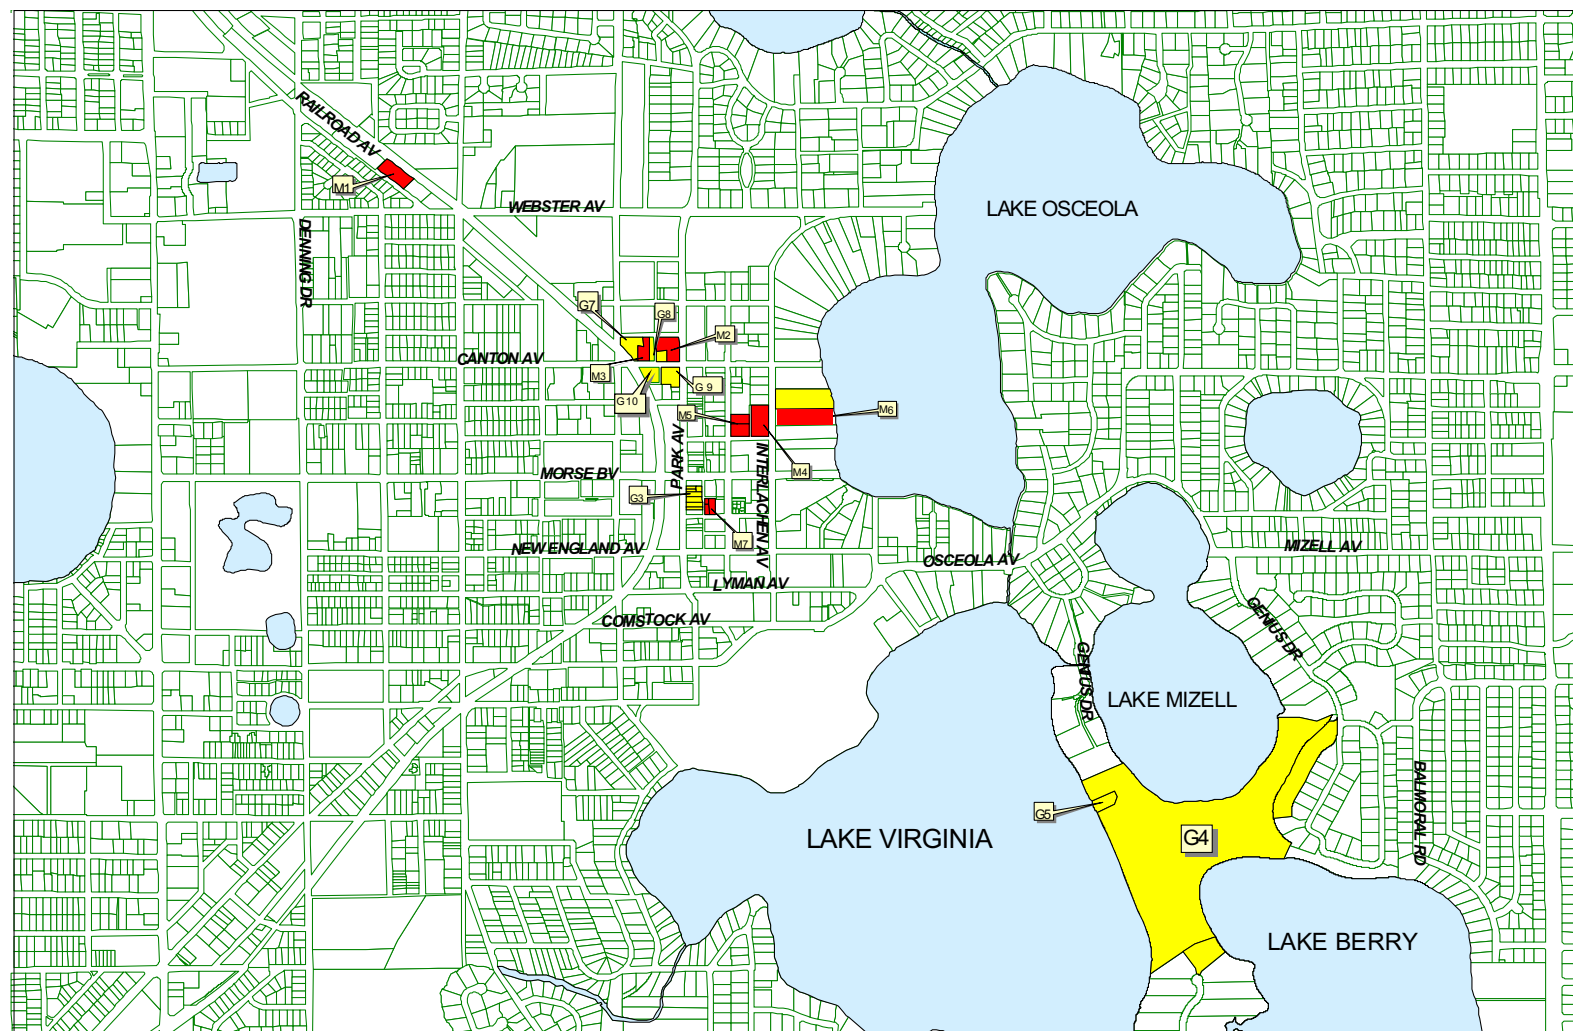 RAILROAD AV
M1
WEBSTER AV
LAKE OSCEOLA
DENNING DR
G7
G8
M2
CANTON AV
M3
G 9
G10
M5
M6
PARK AV
INTERLACHEN AV
M4
MORSE BV
G3
M7
NEW ENGLAND AV
OSCEOLA AV
MIZELL AV
LYMAN AV
COMSTOCK AV
GENIUS DR
GENIUS DR
LAKE MIZELL
BALMORAL RD
G5
LAKE VIRGINIA
G4
LAKE BERRY